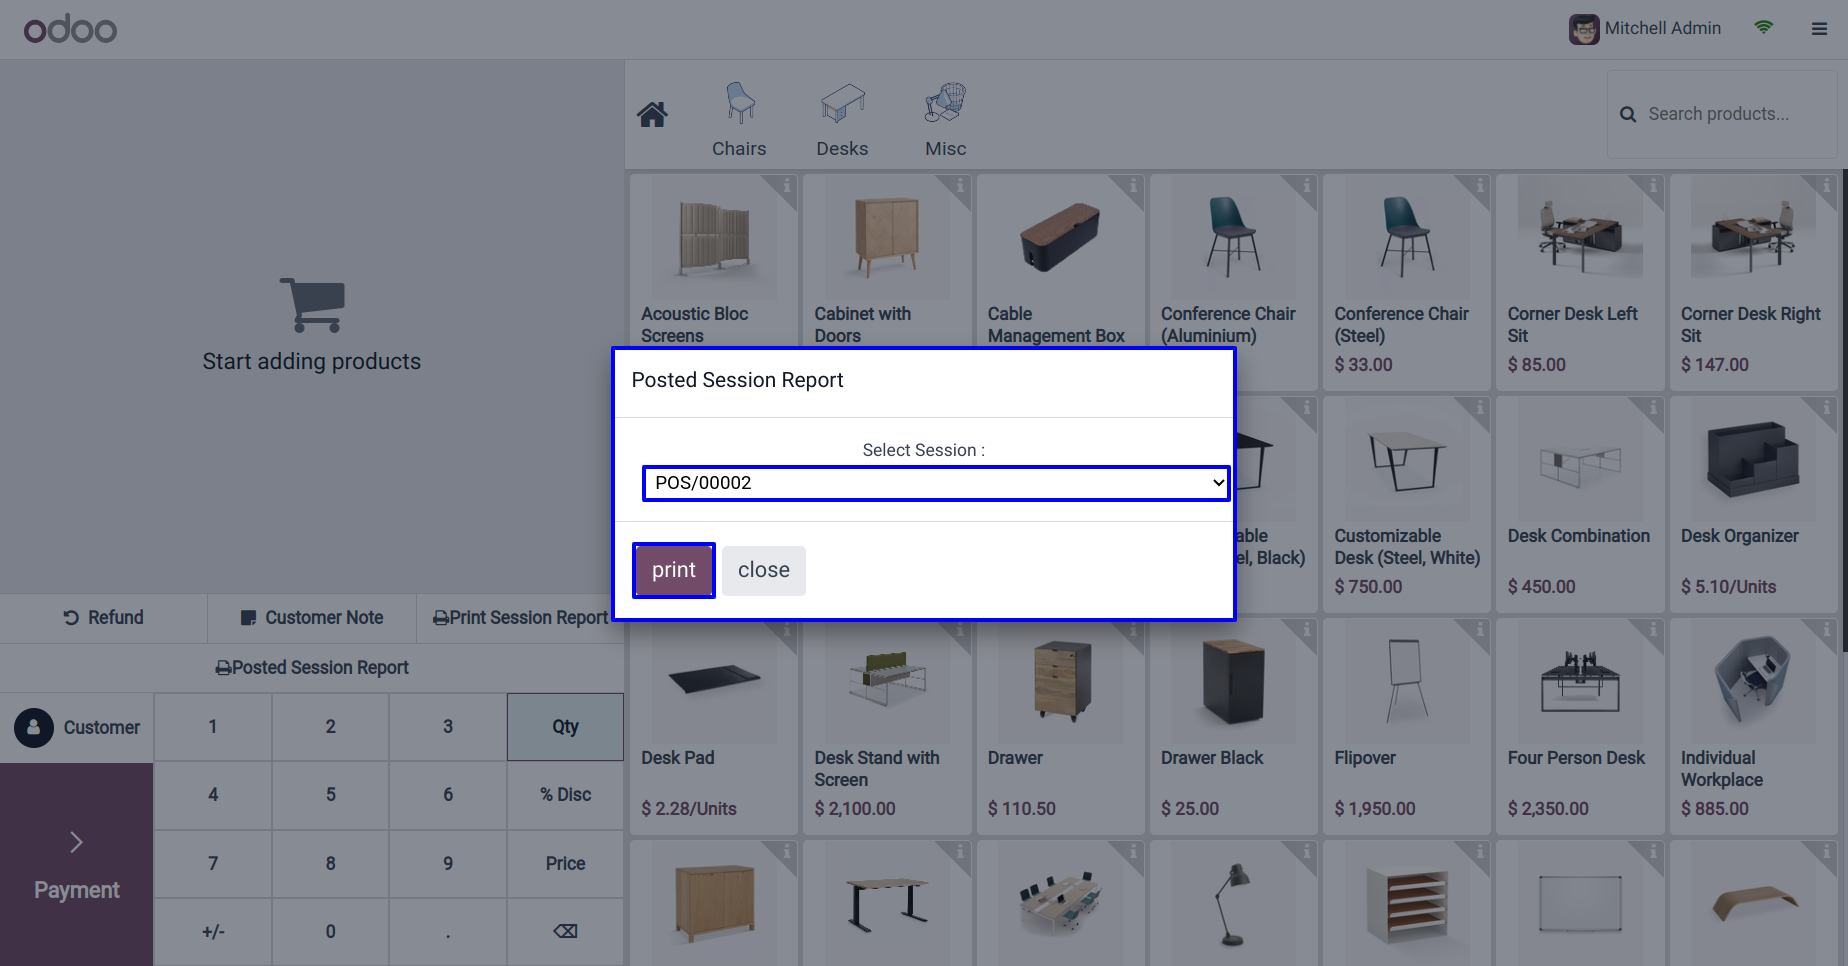 odoo
Mitchell Admin
Chairs
Desks
Misc
Search products...
Start adding products
Acoustic Bloc
Screens
Cabinet with
Doors
Cable
Management Box
Conference Chair
(Aluminium)
Conference Chair
(Steel)
$ 33.00
Corner Desk Left
Sit
$ 85.00
Corner Desk Right
Sit
$ 147.00
Posted Session Report
Select Session :
POS/00002
print
close
able
el, Black)
Customizable
Desk (Steel, White)
$ 750.00
Desk Combination
$ 450.00
Desk Organizer
$ 5.10/Units
Refund
Customer Note
Print Session Report
Posted Session Report
Customer
1
2
3
Qty
4
5
6
% Disc
7
8
9
Price
+/-
0
.
Payment
Desk Pad
$ 2.28/Units
Desk Stand with
Screen
$ 2,100.00
Drawer
$ 110.50
Drawer Black
$ 25.00
Flipover
$ 1,950.00
Four Person Desk
$ 2,350.00
Individual
Workplace
$ 885.00